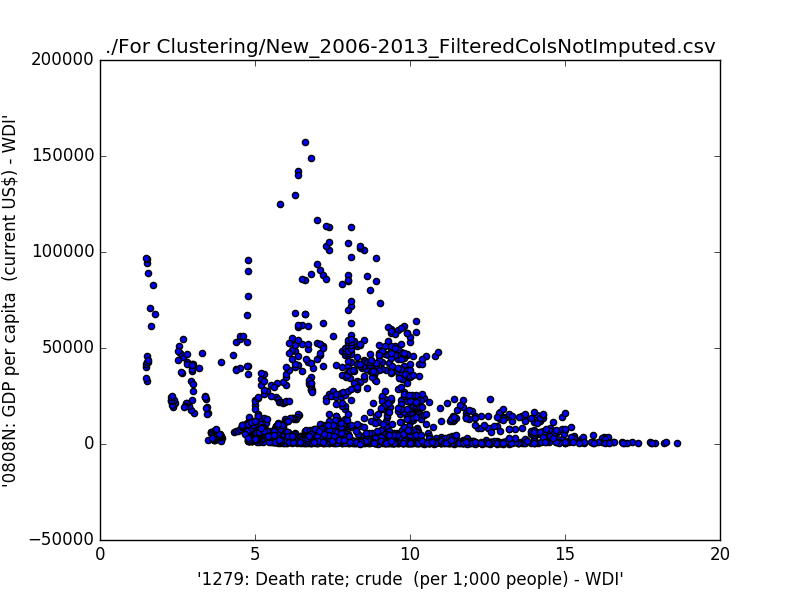 ./For Clustering/New_2006-2013_FilteredColsNotImputed.csv
'0808N: GDP per capita  (current US$) - WDI'
200000
150000
100000
50000
0
−50000
0 5 10 15 20
'1279: Death rate; crude  (per 1;000 people) - WDI'